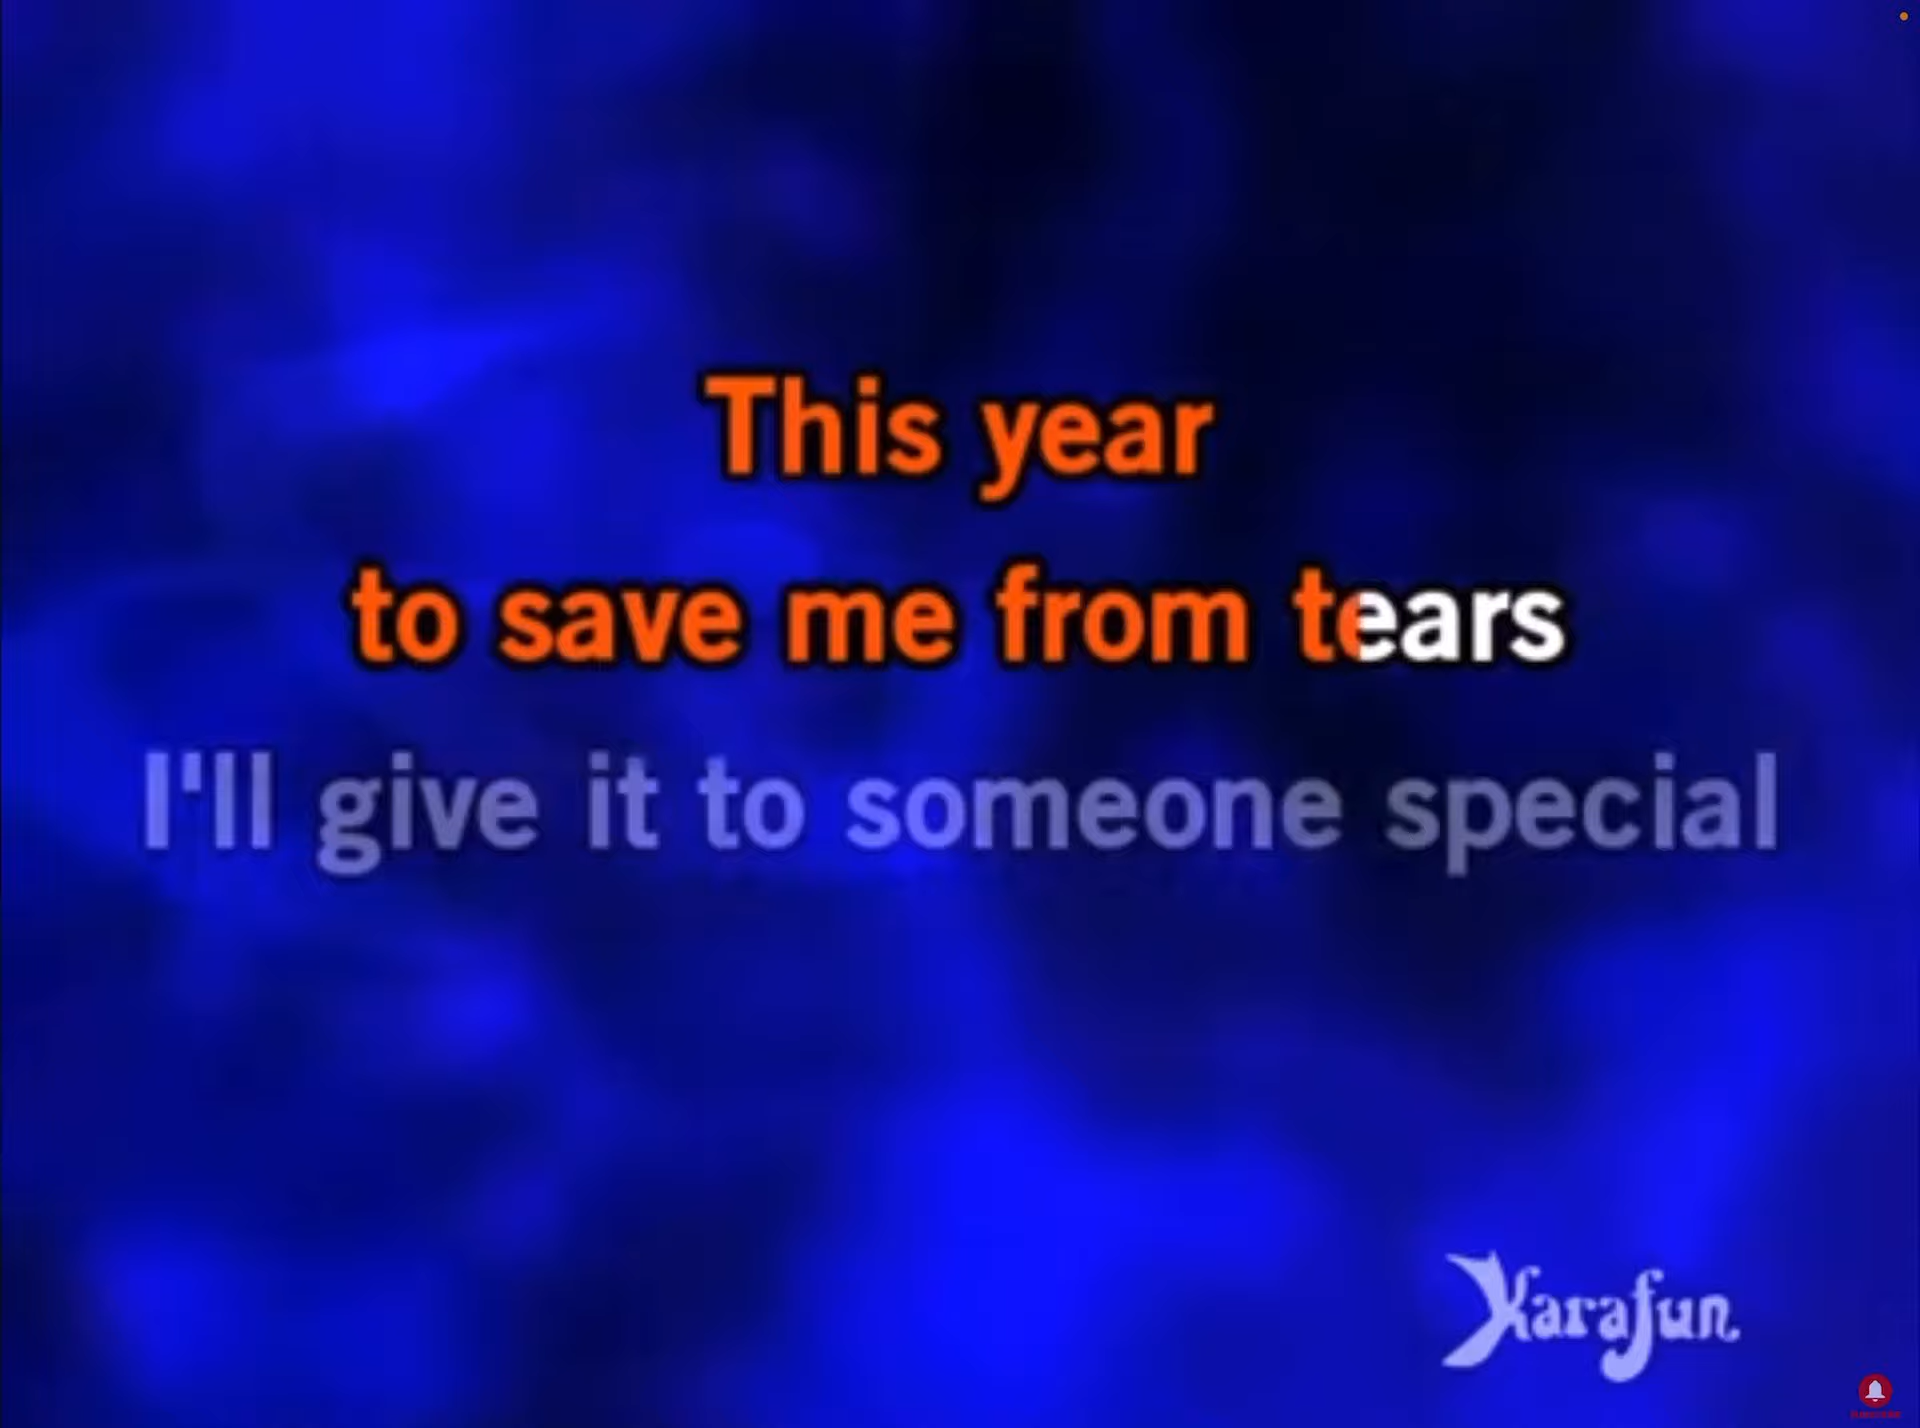 This year
to save me from tears
I'll give it to someone special
Karafun